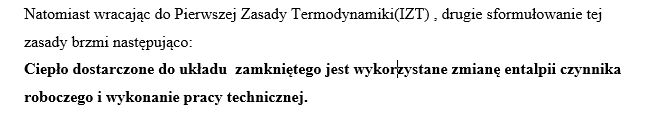 Natomiast wracając do Pierwszej Zasady Termodynamiki(IZT) , drugie sformułowanie tej
zasady brzmi następująco:
Ciepło dostarczone do układu  zamkniętego jest wykorzystane zmianę entalpii czynnika
roboczego i wykonanie pracy technicznej.